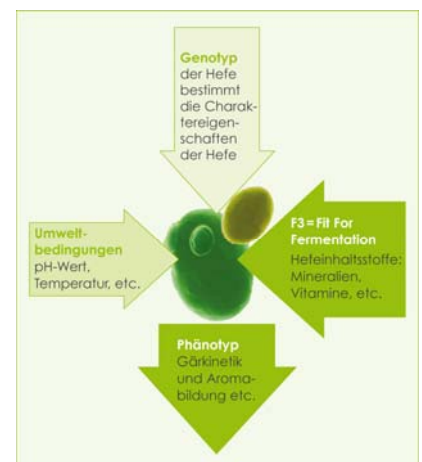 Genotyp
der Hefe
bestimmt
die Charak-
tereigen-
schaften
der Hefe
Umwelt-
bedingungen
pH-Wert,
Temperatur, etc.
F3=Fit For
Fermentation
Hefeinhaltsstoffe:
Mineralien,
Vitamine, etc.
Phänotyp
Gärkinetik
und Aroma-
bildung etc.